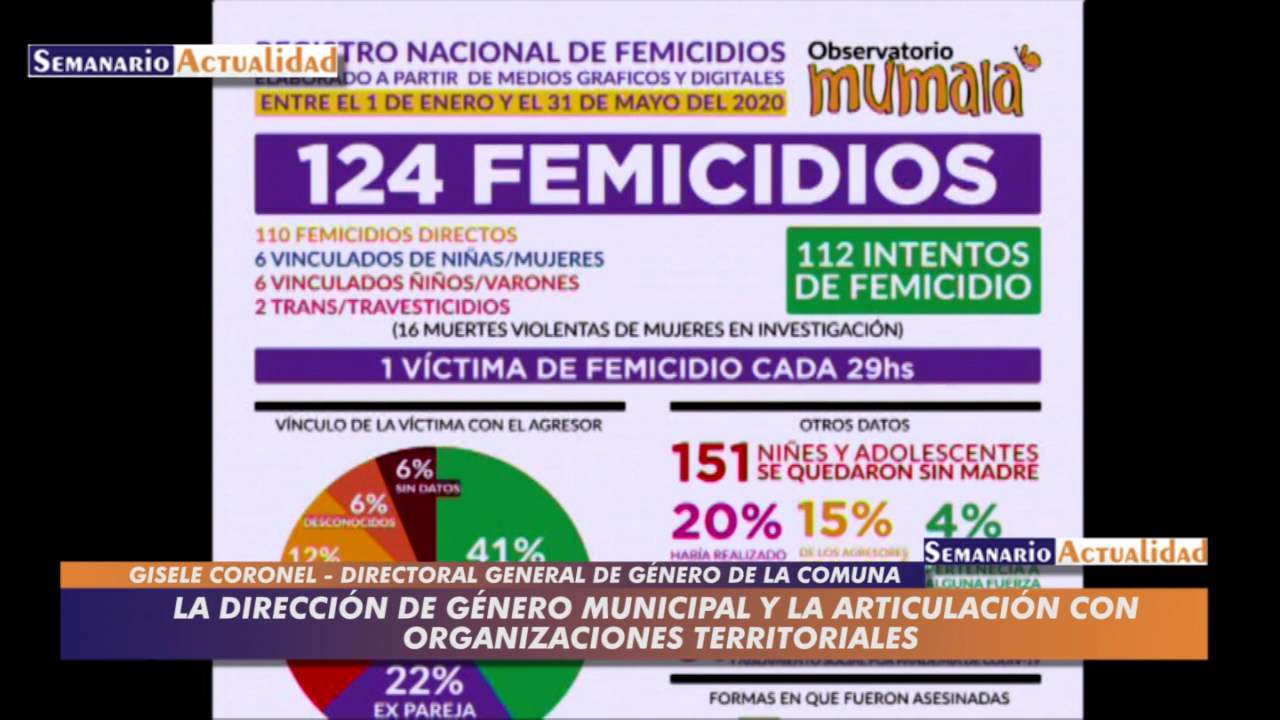 SEMANARIO ACTUALIDAD
REGISTRO NACIONAL DE FEMICIDIOS
ELABORADO A PARTIR DE MEDIOS GRAFICOS Y DIGITALES
ENTRE EL 1 DE ENERO Y EL 31 DE MAYO DEL 2020
Observatorio
mumala
124 FEMICIDIOS
110 FEMICIDIOS DIRECTOS
6 VINCULADOS DE NIÑAS/MUJERES
6 VINCULADOS ÑIÑOS/VARONES
2 TRANS/TRAVESTICIDIOS
112 INTENTOS
DE FEMICIDIO
(16 MUERTES VIOLENTAS DE MUJERES EN INVESTIGACIÓN)
1 VÍCTIMA DE FEMICIDIO CADA 29hs
VÍNCULO DE LA VÍCTIMA CON EL AGRESOR
6%
SIN DATOS
6%
DESCONOCIDOS
12%
41%
22%
EX PAREJA
OTROS DATOS
151 NIÑES Y ADOLESCENTES
SE QUEDARON SIN MADRE
20% 15% 4%
HABÍA REALIZADO DE LOS AGRESORES
PERTENECIA A
ALGUNA FUERZA
SEMANARIO ACTUALIDAD
GISELE CORONEL - DIRECTORAL GENERAL DE GÉNERO DE LA COMUNA
LA DIRECCIÓN DE GÉNERO MUNICIPAL Y LA ARTICULACIÓN CON
ORGANIZACIONES TERRITORIALES
FORMAS EN QUE FUERON ASESINADAS